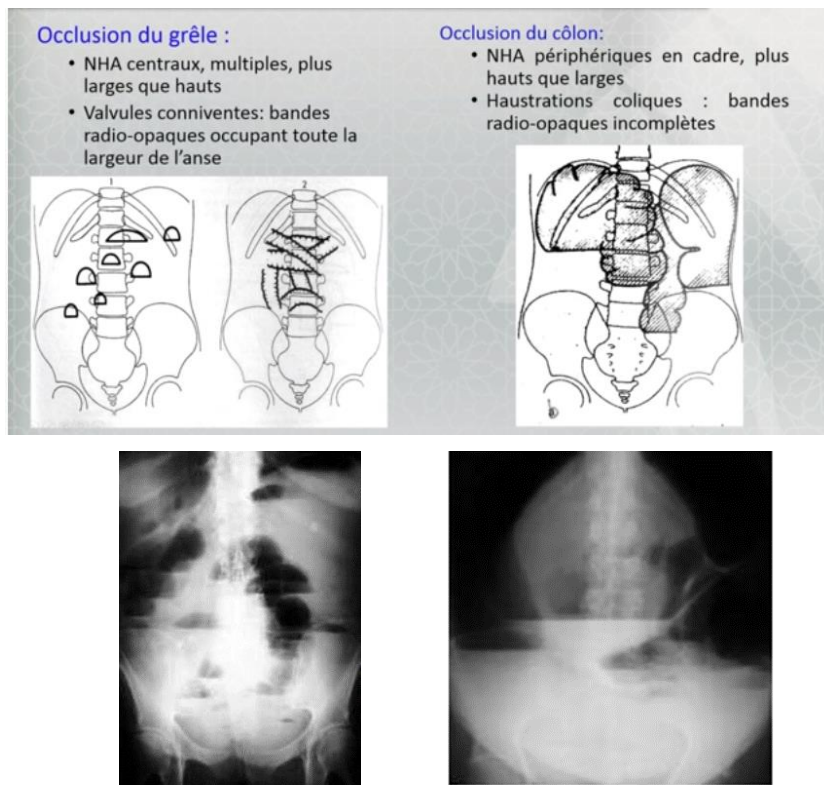 Occlusion du grêle :
• NHA centraux, multiples, plus
larges que hauts
• Valvules conniventes: bandes
radio-opaques occupant toute la
largeur de l'anse
1
2
Occlusion du côlon:
• NHA périphériques en cadre, plus
hauts que larges
• Haustrations coliques : bandes
radio-opaques incomplètes